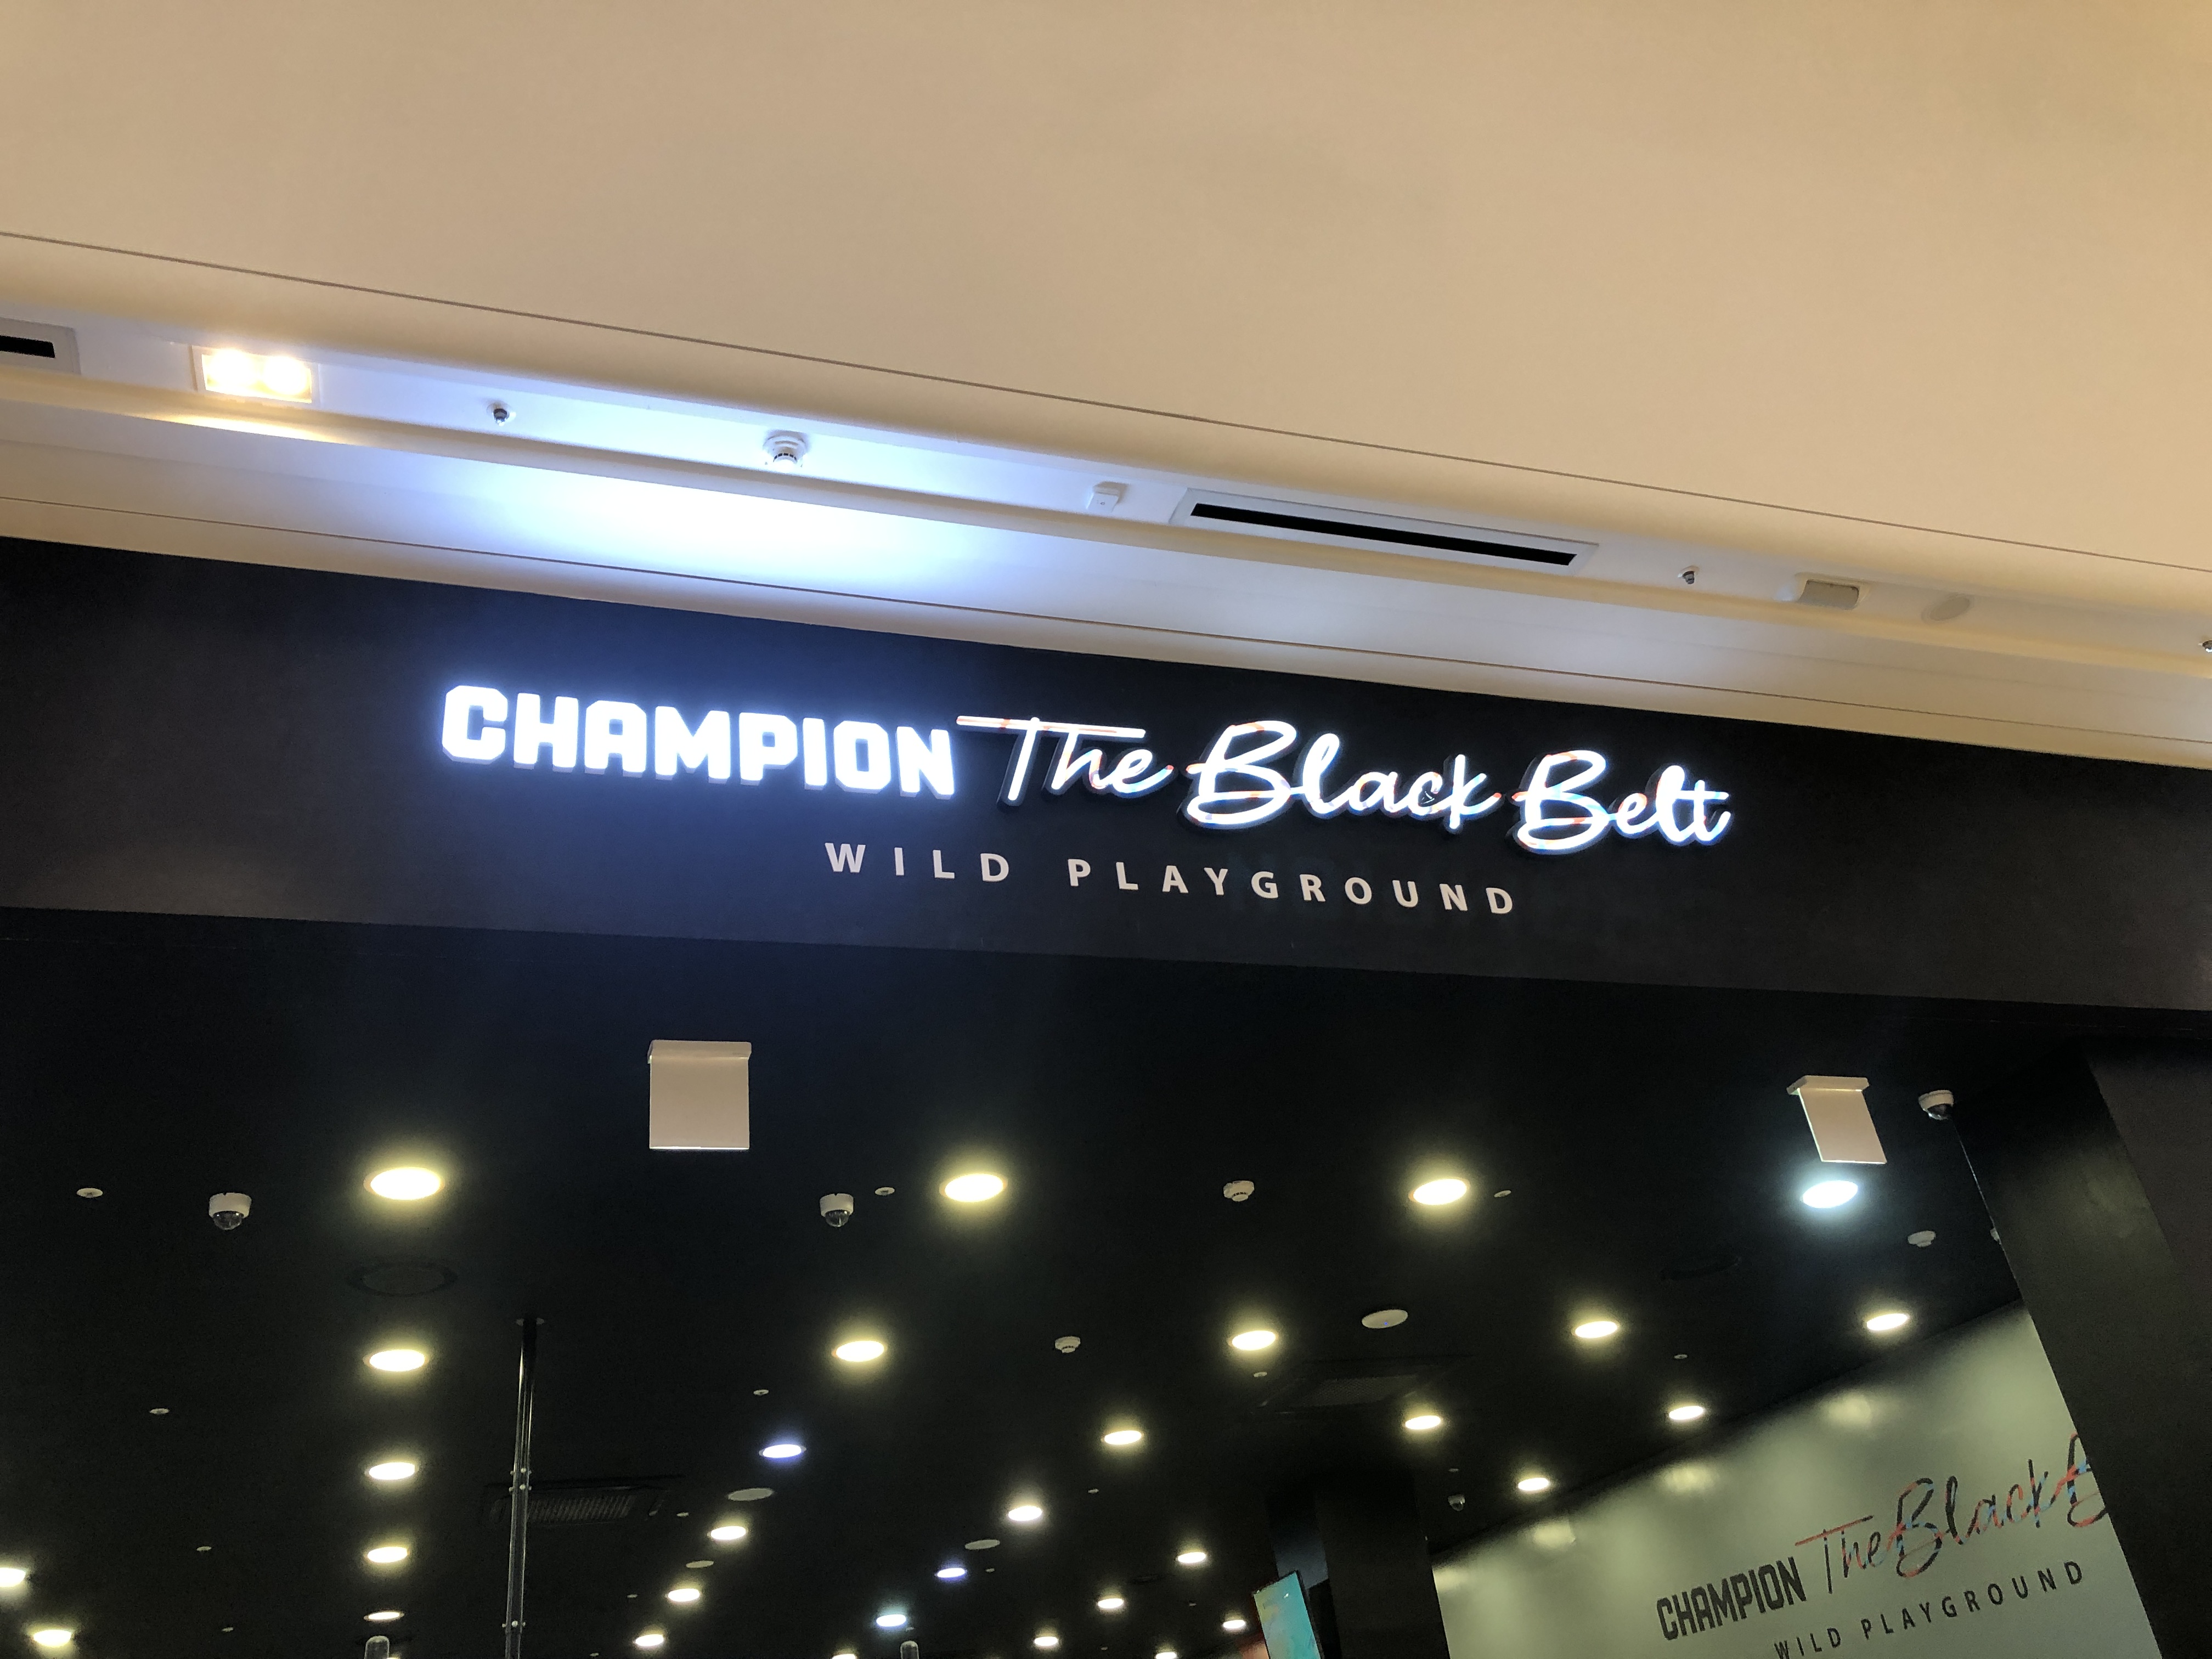 CHAMPION The Black Belt
WILD PLAYGROUND
CHAMPION The Black B
WILD PLAYGROUND